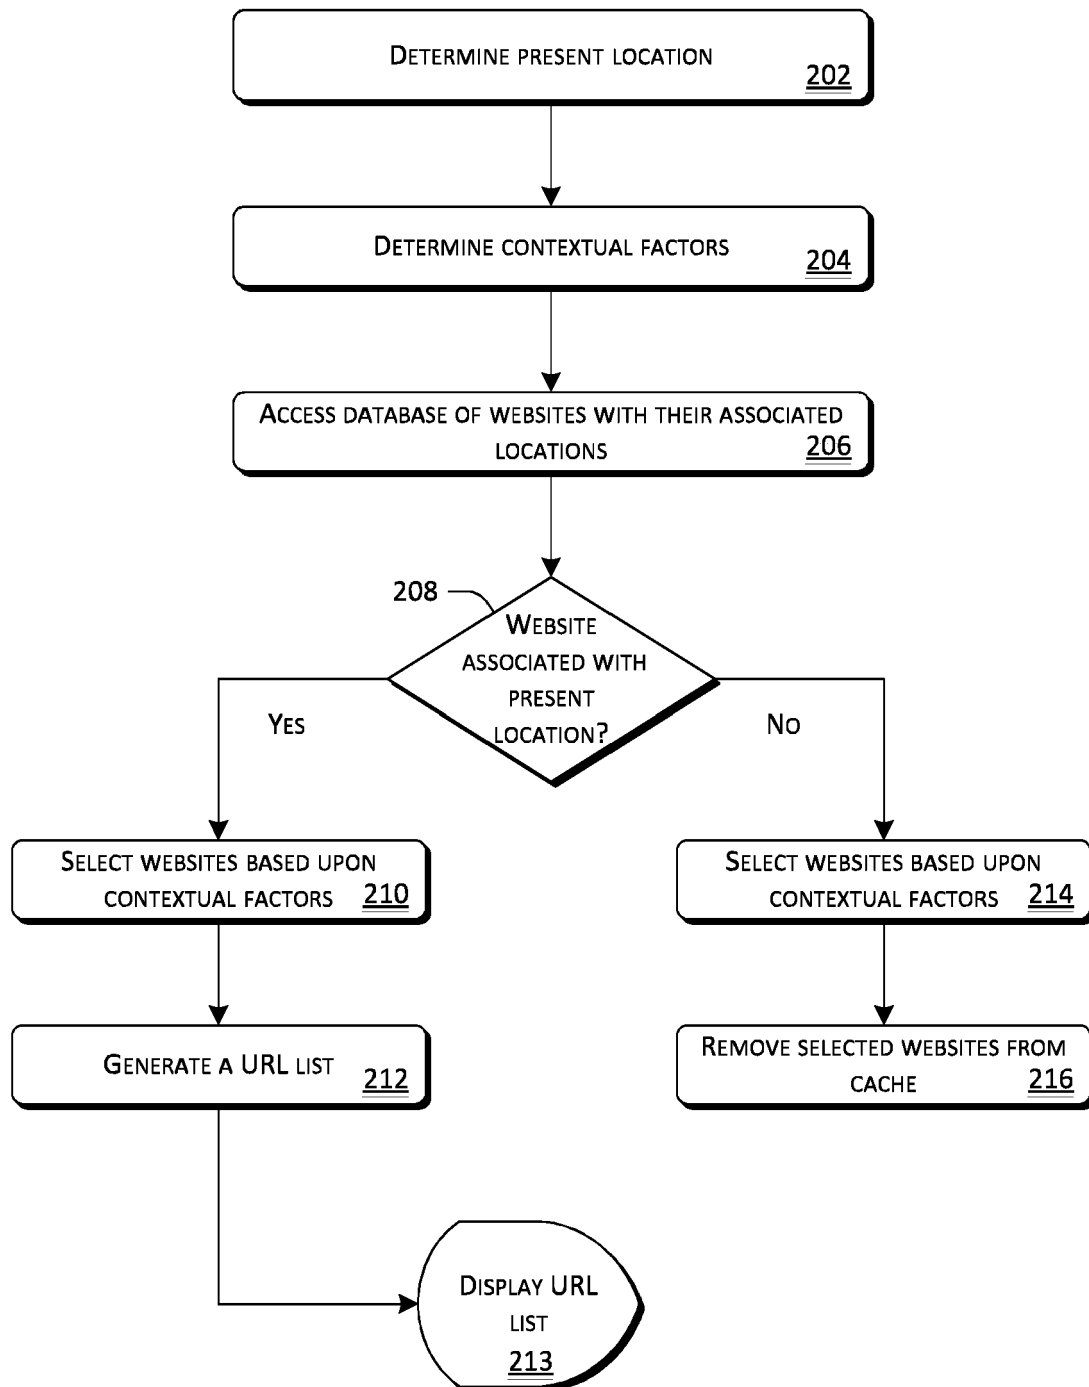 Determine present location
202
Determine contextual factors
204
Access database of websites with their associated
locations
206
208
Website
associated with
present
location?
Yes
No
Select websites based upon
contextual factors
210
Select websites based upon
contextual factors
214
Generate a URL list
212
Remove selected websites from
cache
216
Display URL
list
213